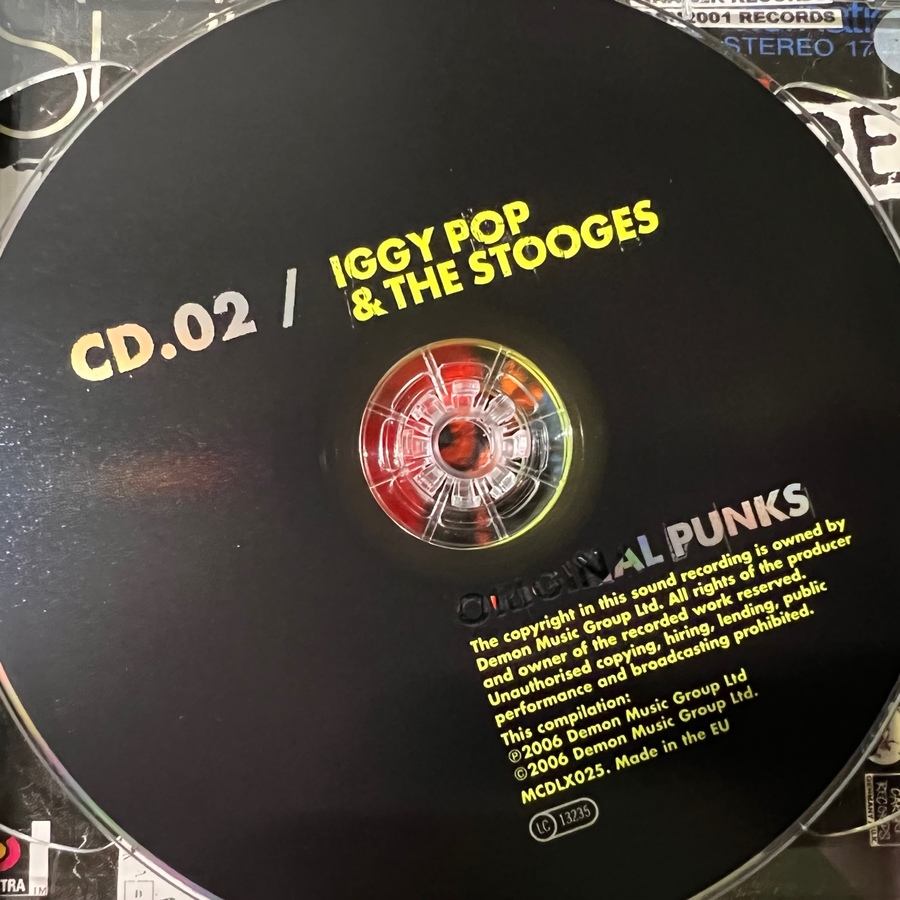 2001 RECORDS
STEREO 17
CD.02 / IGGY POP
& THE STOOGES
ORIGINAL PUNKS
The copyright in this sound recording is owned by
Demon Music Group Ltd. All rights of the producer
and owner of the recorded work reserved.
Unauthorised copying, hiring, lending, public
performance and broadcasting prohibited.
This compilation:
℗2006 Demon Music Group Ltd
©2006 Demon Music Group Ltd.
MCDLX025. Made in the EU
LC 13235
TRA